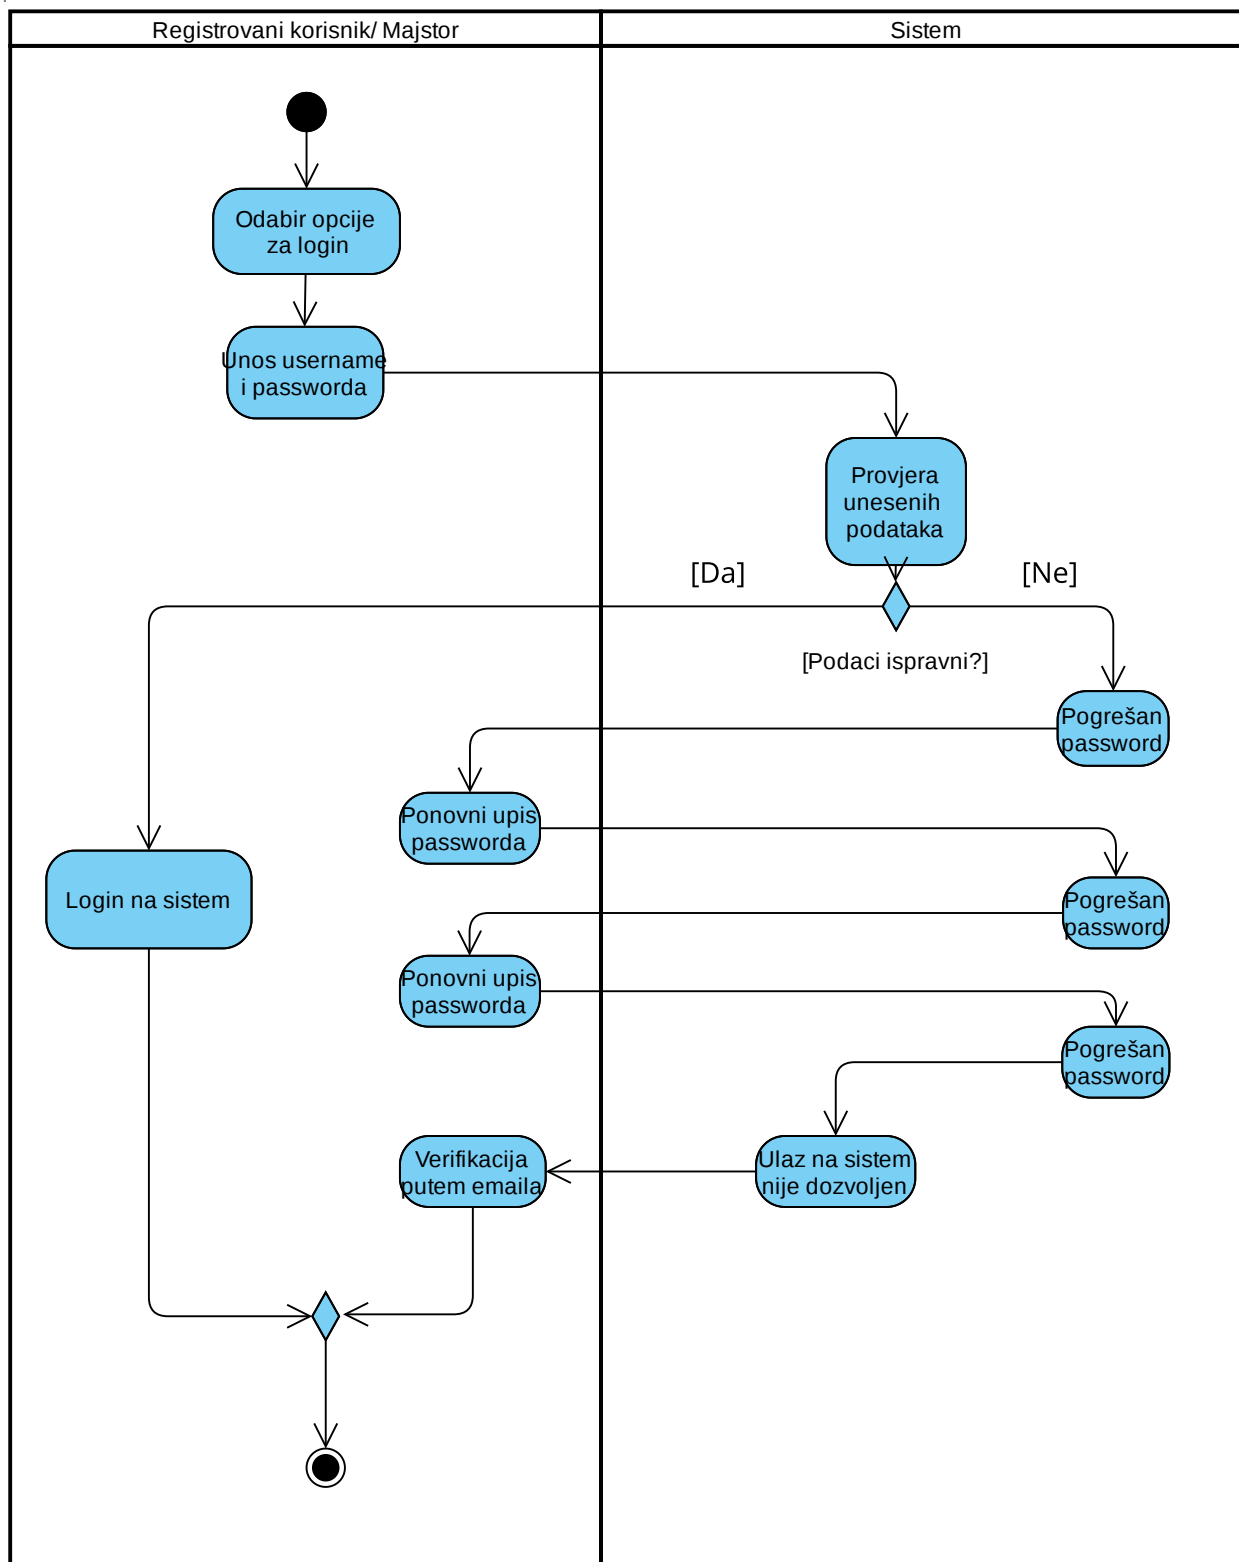 Registrovani korisnik/ Majstor
Sistem
Odabir opcije
za login
Unos username
i passworda
Provjera
unesenih
podataka
[Da]
[Ne]
[Podaci ispravni?]
Pogrešan
password
Ponovni upis
passworda
Login na sistem
Pogrešan
password
Ponovni upis
passworda
Pogrešan
password
Verifikacija
putem emaila
Ulaz na sistem
nije dozvoljen